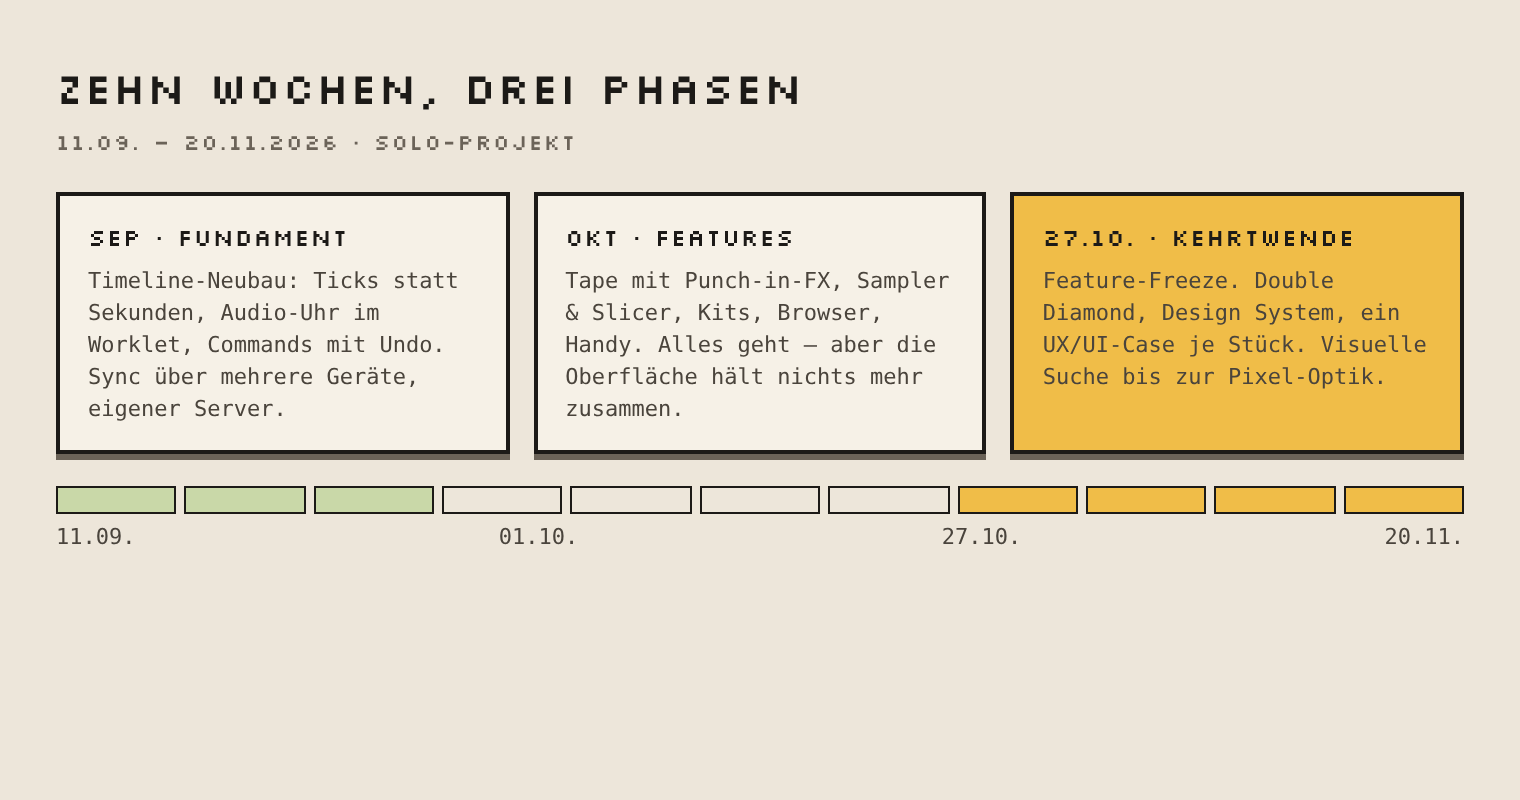 ZEHN WOCHEN, DREI PHASEN
11.09. – 20.11.2026 · SOLO-PROJEKT
SEP · FUNDAMENT
Timeline-Neubau: Ticks statt
Sekunden, Audio-Uhr im
Worklet, Commands mit Undo.
Sync über mehrere Geräte,
eigener Server.
OKT · FEATURES
Tape mit Punch-in-FX, Sampler
& Slicer, Kits, Browser,
Handy. Alles geht – aber die
Oberfläche hält nichts mehr
zusammen.
27.10. · KEHRTWENDE
Feature-Freeze. Double
Diamond, Design System, ein
UX/UI-Case je Stück. Visuelle
Suche bis zur Pixel-Optik.
11.09. 01.10. 27.10. 20.11.